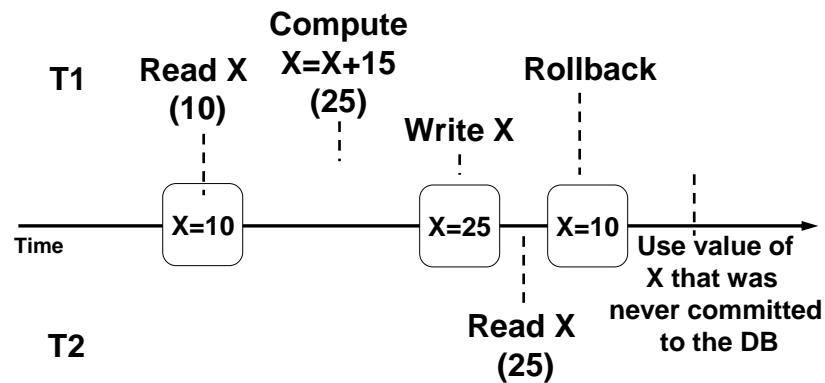 T1
Read X
(10)
Compute
X=X+15
(25)
Write X
Rollback
X=10
X=25
X=10
Time
Read X
(25)
Use value of
X that was
never committed
to the DB
T2